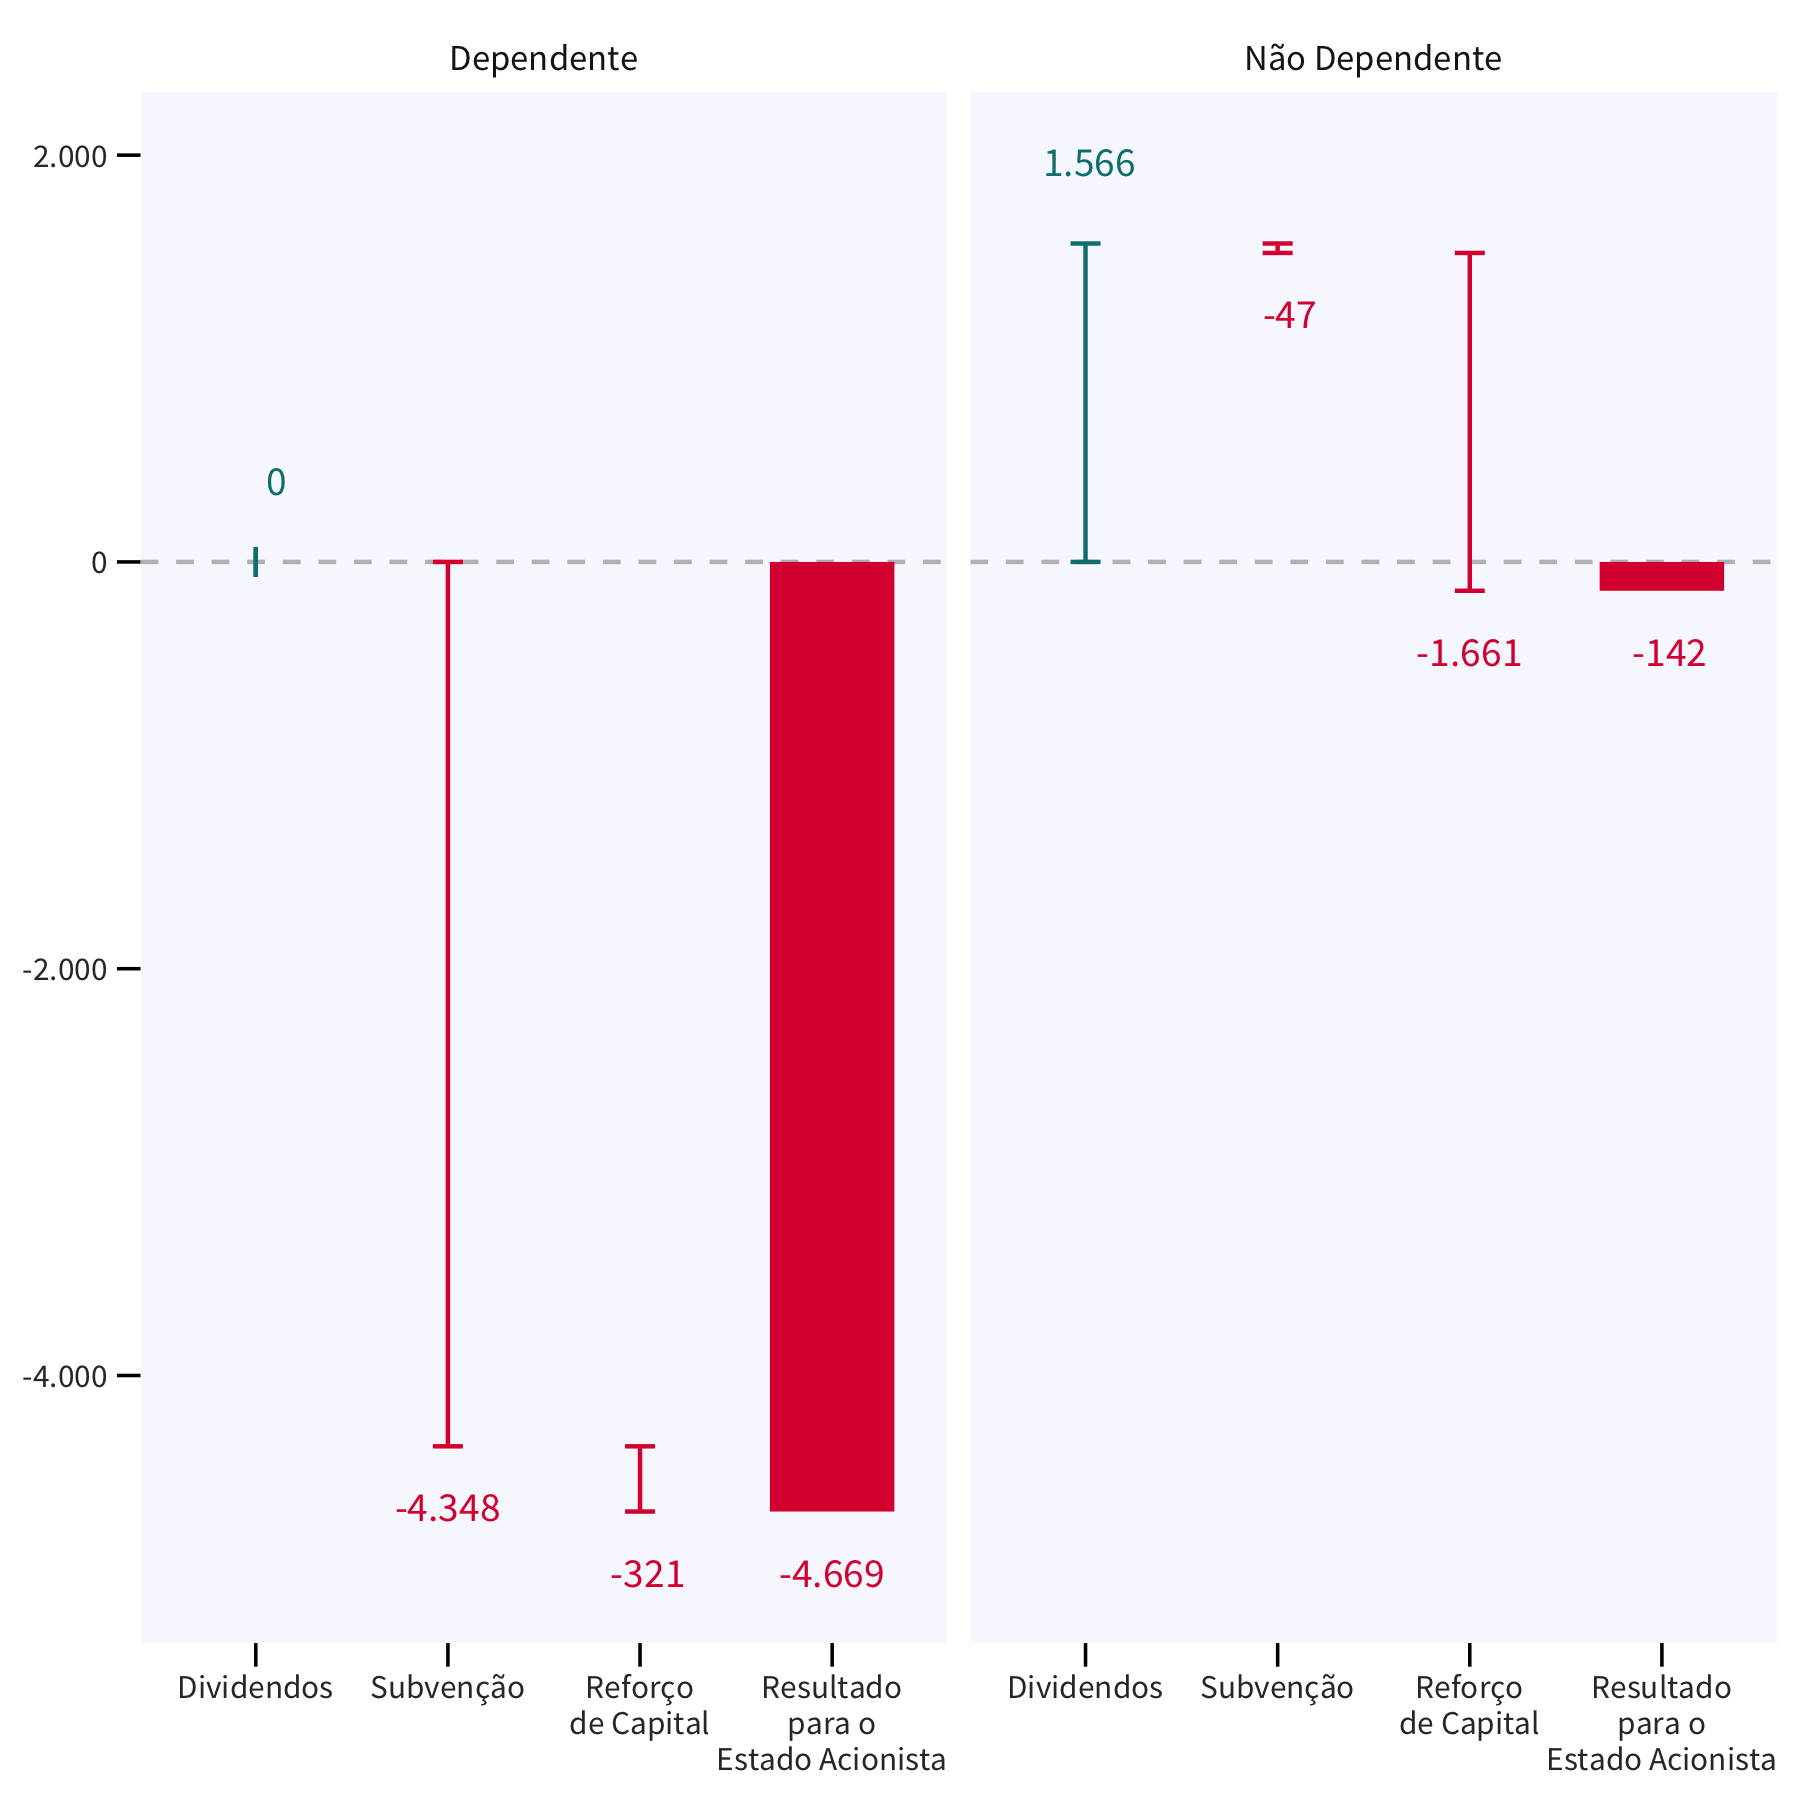 Dependente
Não Dependente
2.000
0
-2.000
-4.000
0
-4.348
-321
-4.669
1.566
-47
-1.661
-142
Dividendos
Subvenção
Reforço
de Capital
Resultado
para o
Estado Acionista
Dividendos
Subvenção
Reforço
de Capital
Resultado
para o
Estado Acionista